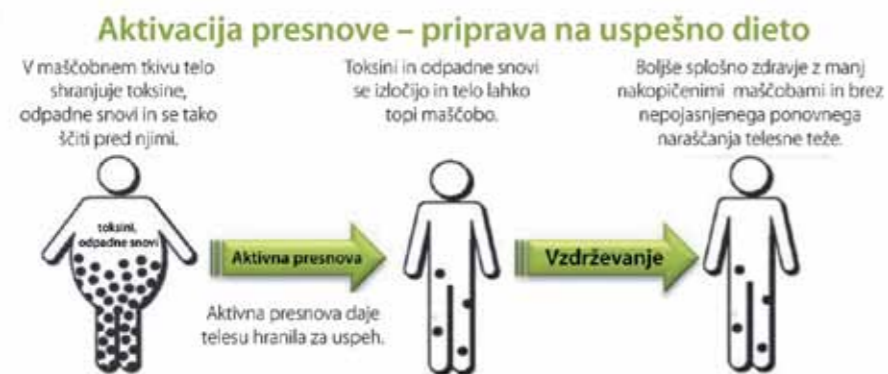 Aktivacija presnove – priprava na uspešno dieto
V maščobnem tkivu telo
shranjuje toksine,
odpadne snovi in se tako
ščiti pred njimi.
Toksini in odpadne snovi
se izločijo in telo lahko
topi maščobo.
Boljše splošno zdravje z manj
nakopičenimi maščobami in brez
nepojasnjenega ponovnega
naraščanja telesne teže.
toksini,
odpadne snovi
Aktivna presnova
Vzdrževanje
Aktivna presnova daje
telesu hranila za uspeh.